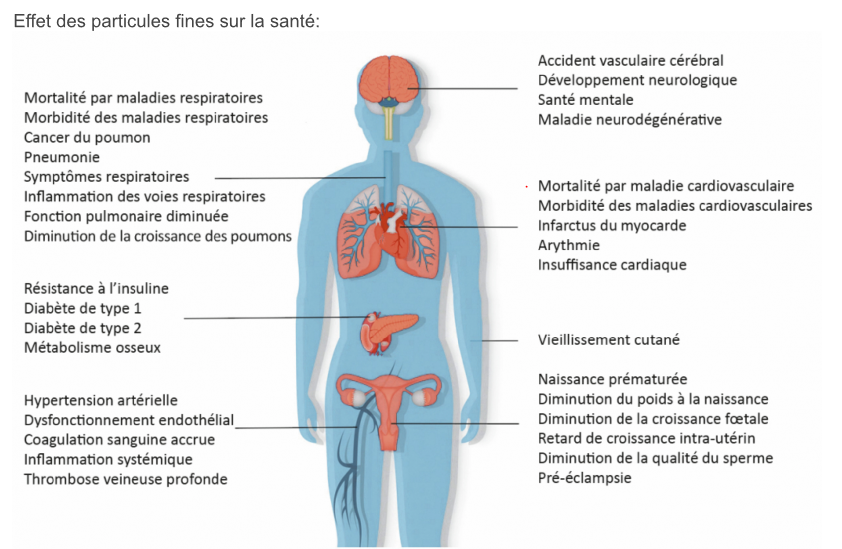 Effet des particules fines sur la santé:
Mortalité par maladies respiratoires
Morbidité des maladies respiratoires
Cancer du poumon
Pneumonie
Symptômes respiratoires
Inflammation des voies respiratoires
Fonction pulmonaire diminuée
Diminution de la croissance des poumons
Résistance à l'insuline
Diabète de type 1
Diabète de type 2
Métabolisme osseux
Hypertension artérielle
Dysfonctionnement endothélial
Coagulation sanguine accrue
Inflammation systémique
Thrombose veineuse profonde
Accident vasculaire cérébral
Développement neurologique
Santé mentale
Maladie neurodégénérative
Mortalité par maladie cardiovasculaire
Morbidité des maladies cardiovasculaires
Infarctus du myocarde
Arythmie
Insuffisance cardiaque
Vieillissement cutané
Naissance prématurée
Diminution du poids à la naissance
Diminution de la croissance fœtale
Retard de croissance intra-utérin
Diminution de la qualité du sperme
Pré-éclampsie